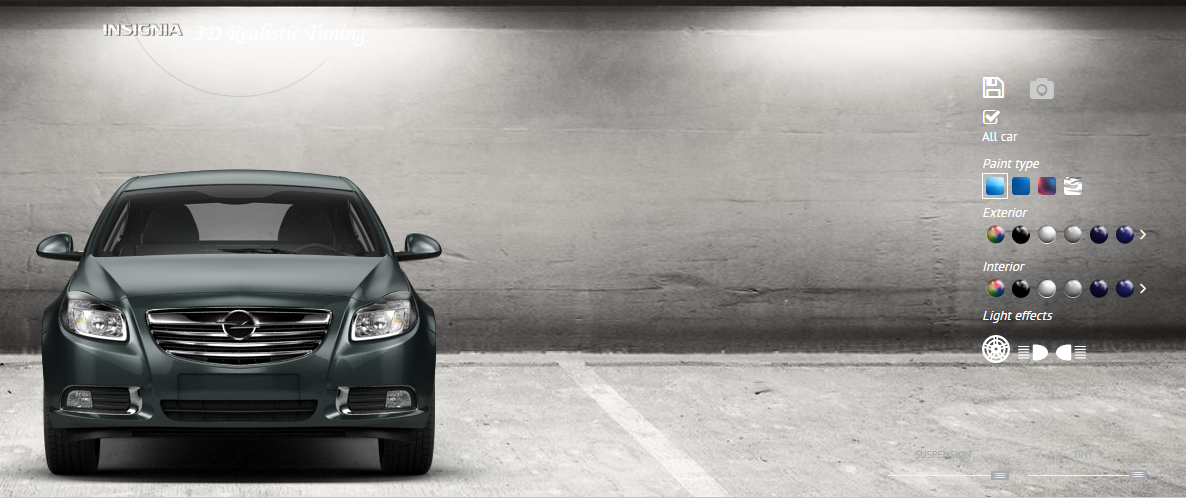 INSIGNIA 3D Realistic Tuning
All car
Paint type
Exterior
Interior
Light effects
SUSPENSION TINT